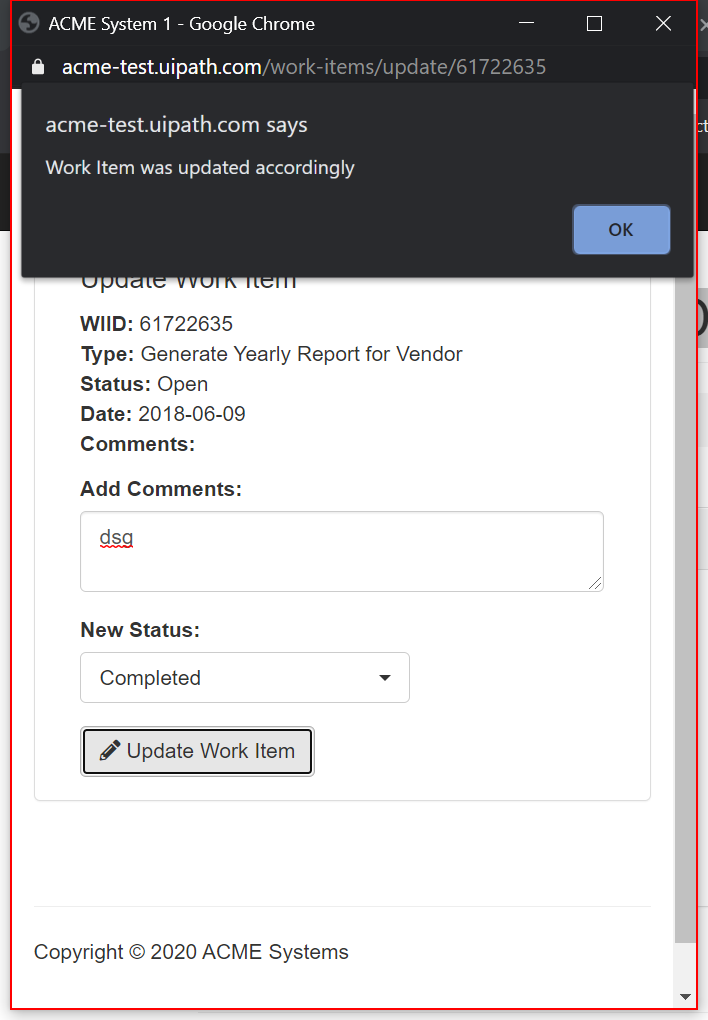 ACME System 1 - Google Chrome
acme-test.uipath.com/work-items/update/61722635
acme-test.uipath.com says
Work Item was updated accordingly
OK
Update Work Item
WIID: 61722635
Type: Generate Yearly Report for Vendor
Status: Open
Date: 2018-06-09
Comments:
Add Comments:
dsg
New Status:
Completed
Update Work Item
Copyright © 2020 ACME Systems